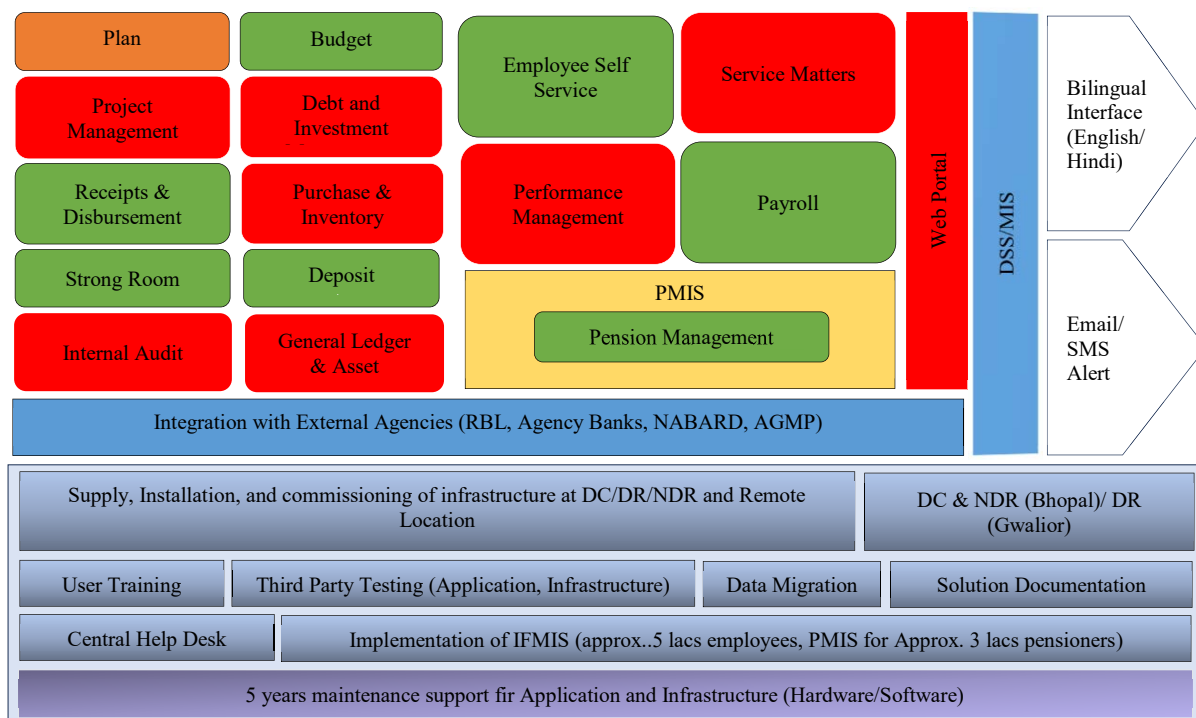 Plan
Budget
Project
Management
Debt and
Investment
Receipts &
Disbursement
Purchase &
Inventory
Strong Room
Deposit
Internal Audit
General Ledger
& Asset
Employee Self
Service
Service Matters
Performance
Management
Payroll
PMIS
Pension Management
Web Portal
DSS/MIS
Bilingual
Interface
(English/
Hindi)
Email/
SMS
Alert
Integration with External Agencies (RBL, Agency Banks, NABARD, AGMP)
Supply, Installation, and commissioning of infrastructure at DC/DR/NDR and Remote
Location
DC & NDR (Bhopal)/ DR
(Gwalior)
User Training
Third Party Testing (Application, Infrastructure)
Data Migration
Solution Documentation
Central Help Desk
Implementation of IFMIS (approx..5 lacs employees, PMIS for Approx. 3 lacs pensioners)
5 years maintenance support fir Application and Infrastructure (Hardware/Software)